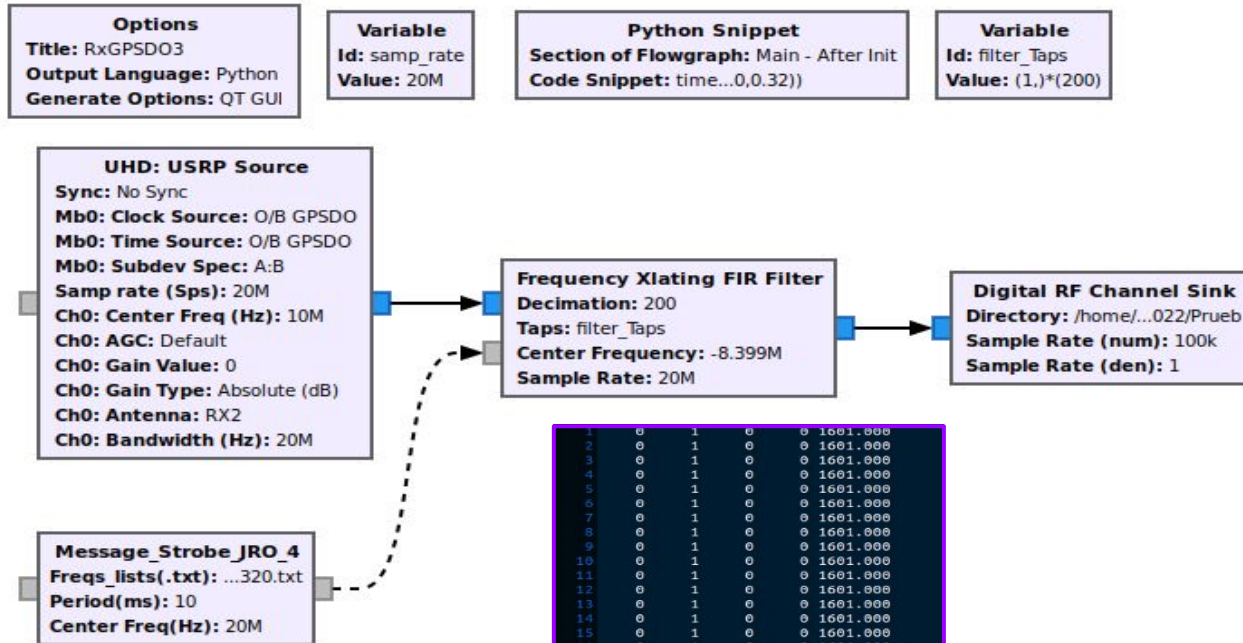 Options
Title: RxGPSDO3
Output Language: Python
Generate Options: QT GUI
Variable
Id: samp_rate
Value: 20M
Python Snippet
Section of Flowgraph: Main - After Init
Code Snippet: time...0,0.32))
Variable
Id: filter_Taps
Value: (1,)*(200)
UHD: USRP Source
Sync: No Sync
Mb0: Clock Source: O/B GPSDO
Mb0: Time Source: O/B GPSDO
Mb0: Subdev Spec: A:B
Samp rate (Sps): 20M
Ch0: Center Freq (Hz): 10M
Ch0: AGC: Default
Ch0: Gain Value: 0
Ch0: Gain Type: Absolute (dB)
Ch0: Antenna: RX2
Ch0: Bandwidth (Hz): 20M
Frequency Xlating FIR Filter
Decimation: 200
Taps: filter_Taps
Center Frequency: -8.399M
Sample Rate: 20M
Digital RF Channel Sink
Directory: /home/...022/Prueb
Sample Rate (num): 100k
Sample Rate (den): 1
Message_Strobe_JRO_4
Freqs_lists(.txt): ...320.txt
Period(ms): 10
Center Freq(Hz): 20M
1 0 1 0 0 1601.000
2 0 1 0 0 1601.000
3 0 1 0 0 1601.000
4 0 1 0 0 1601.000
5 0 1 0 0 1601.000
6 0 1 0 0 1601.000
7 0 1 0 0 1601.000
8 0 1 0 0 1601.000
9 0 1 0 0 1601.000
10 0 1 0 0 1601.000
11 0 1 0 0 1601.000
12 0 1 0 0 1601.000
13 0 1 0 0 1601.000
14 0 1 0 0 1601.000
15 0 1 0 0 1601.000